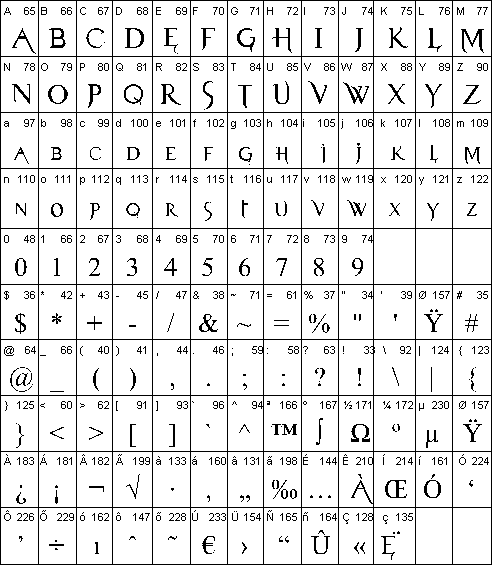 A 65 B 66 C 67 D 68 E 69 F 70 G 71 H 72 I 73 J 74 K 75 L 76 M 77
A B C D E F G H I J K L M
N 78 O 79 P 80 Q 81 R 82 S 83 T 84 U 85 V 86 W 87 X 88 Y 89 Z 90
N O P Q R S T U V W X Y Z
a 97 b 98 c 99 d 100 e 101 f 102 g 103 h 104 i 105 j 106 k 107 l 108 m 109
A B C D E F G H i j K L M
n 110 o 111 p 112 q 113 r 114 s 115 t 116 u 117 v 118 w 119 x 120 y 121 z 122
N O P Q R S t U V W X Y Z
0 48 1 66 2 67 3 68 4 69 5 70 6 71 7 72 8 73 9 74
0 1 2 3 4 5 6 7 8 9
$ 36 * 42 + 43 - 45 / 47 & 38 ~ 71 = 61 % 37 " 34 ' 39 Ø 157 # 35
$ * + - / & ~ = % " ' Ÿ #
@ 64 _ 66 ( 40 ) 41 , 44 . 46 ; 59 : 58 ? 63 ! 33 \ 92 | 124 { 123
@ _ ( ) , . ; : ? ! \ | {
} 125 < 60 > 62 [ 91 ] 93 ` 96 ^ 94 ª 166 º 167 ½ 171 ¼ 172 µ 230 Ø 157
} < > [ ] ` ^ ™ ∫ Ω º µ Ÿ
À 183 Á 181 Â 182 Ã 199 à 133 á 160 â 131 ã 198 É 144 Ê 210 Í 214 í 161 Ó 224
¿ ¡ ¬ √ · , „ ‰ … À Œ Ó ‘
Ô 226 Õ 229 ó 162 ô 147 õ 228 Ú 233 Ü 154 Ñ 165 ñ 164 Ç 128 ç 135
’ ÷ ı ˆ ˜ € › “ Û « Ë